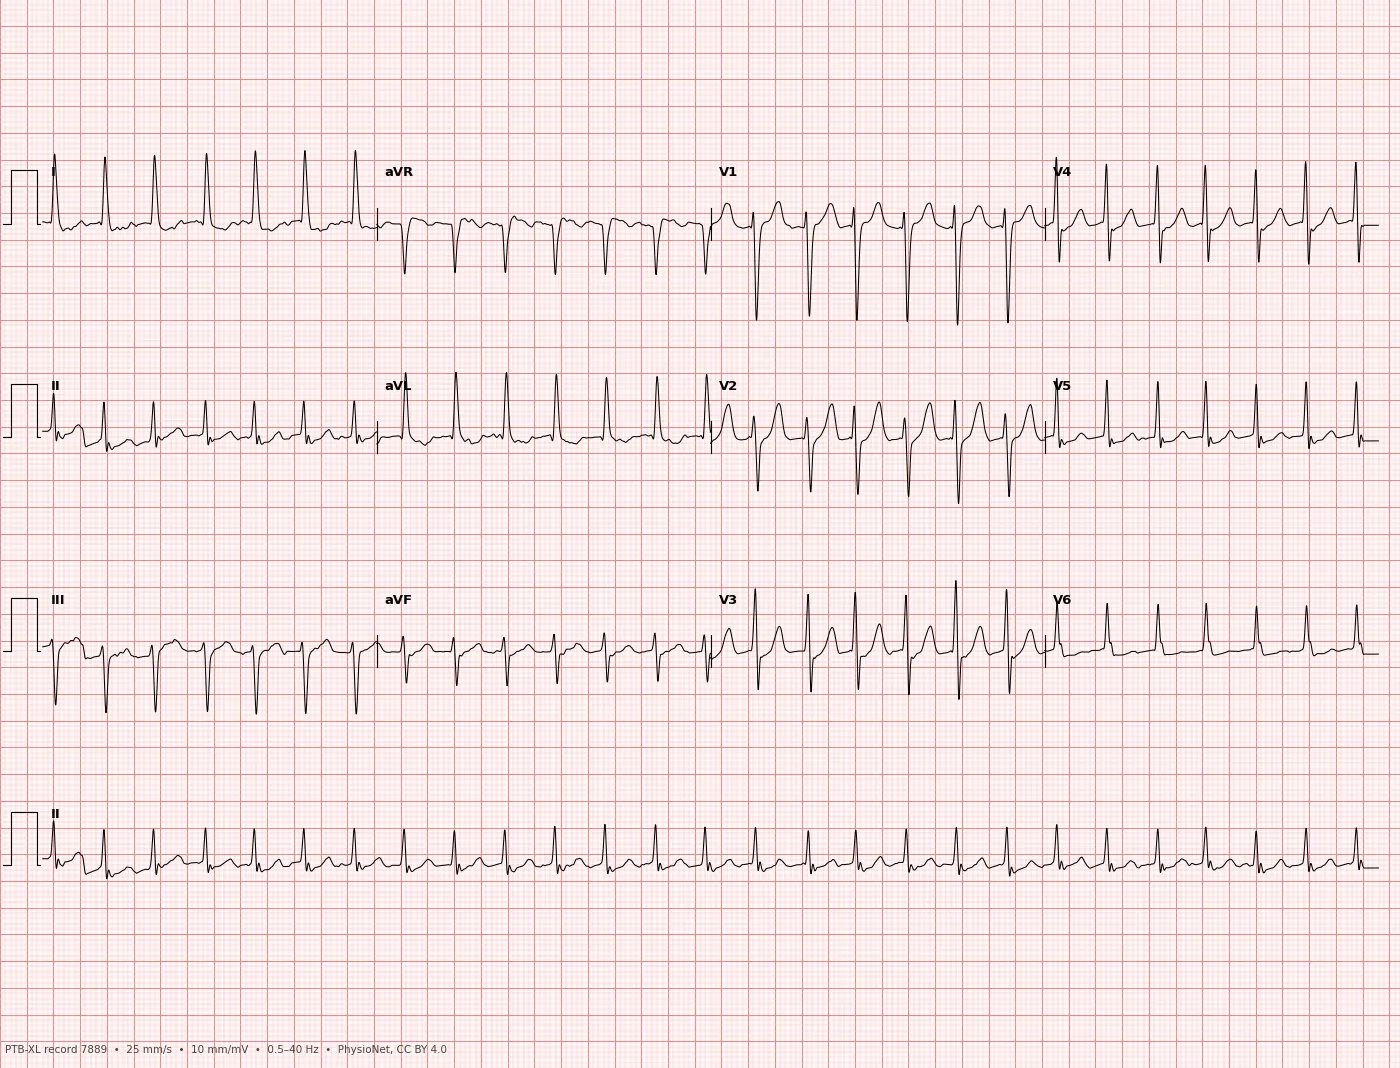 I aVR V1 V4
II aVL V2 V5
III aVF V3 V6
II
PTB-XL record 7889 • 25 mm/s • 10 mm/mV • 0.5–40 Hz • PhysioNet, CC BY 4.0